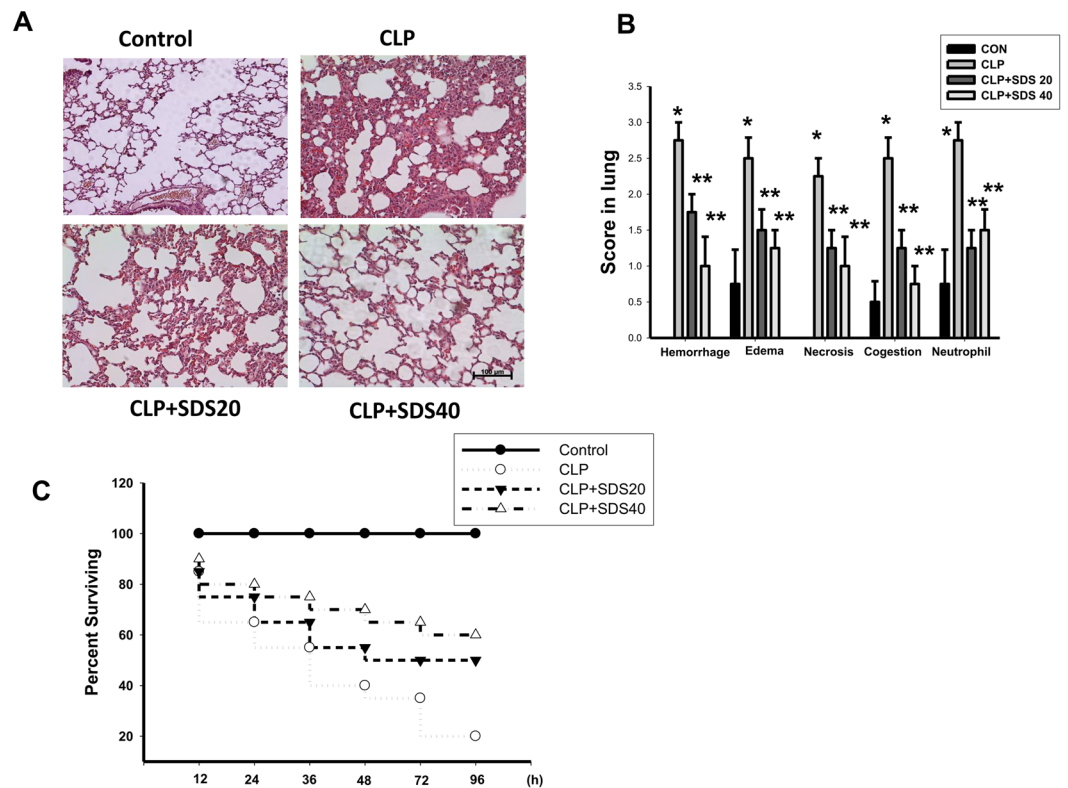 A
Control
CLP
100 µm
CLP+SDS20
CLP+SDS40
B
CON
CLP
CLP+SDS 20
CLP+SDS 40
Score in lung
3.5
3.0
2.5
2.0
1.5
1.0
0.5
0.0
* * * * *
** ** ** ** ** ** ** ** ** **
Hemorrhage Edema Necrosis Cogestion Neutrophil
C
Control
CLP
CLP+SDS20
CLP+SDS40
Percent Surviving
120
100
80
60
40
20
12 24 36 48 72 96 (h)